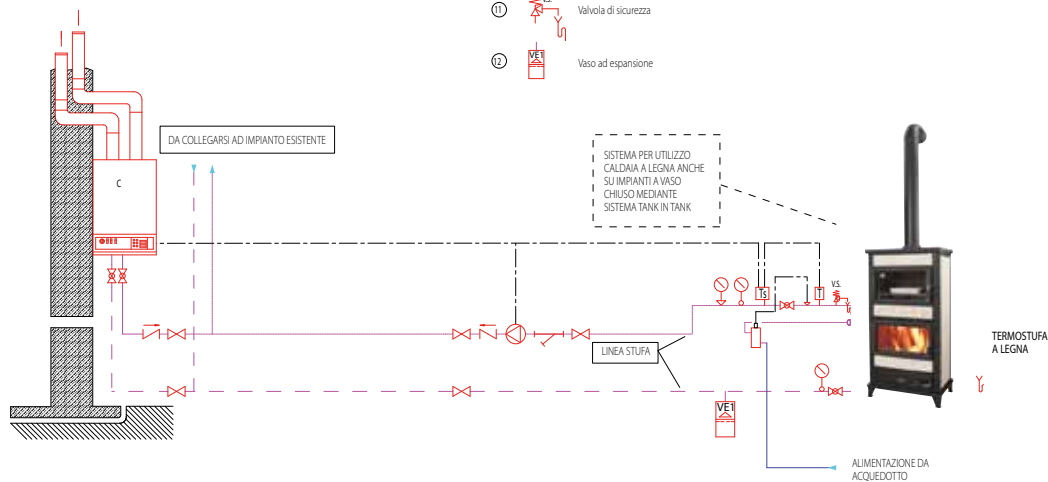 11
V.S.
Valvola di sicurezza
12
VE1
Vaso ad espansione
DA COLLEGARSI AD IMPIANTO ESISTENTE
SISTEMA PER UTILIZZO
CALDAIA A LEGNA ANCHE
SU IMPIANTI A VASO
CHIUSO MEDIANTE
SISTEMA TANK IN TANK
C
Ts
T
V.S.
TERMOSTUFA
A LEGNA
LINEA STUFA
VE1
ALIMENTAZIONE DA
ACQUEDOTTO